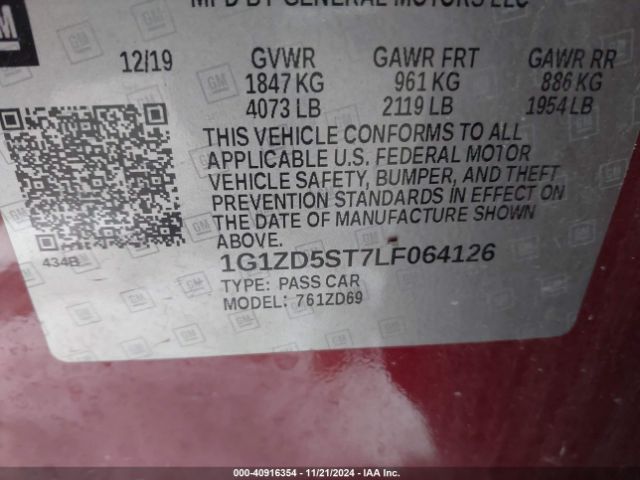 GM
MFD BY GENERAL MOTORS LLC
12/19 GVWR GAWR FRT GAWR RR
1847 KG 961 KG 886 KG
4073 LB 2119 LB 1954 LB
THIS VEHICLE CONFORMS TO ALL
APPLICABLE U.S. FEDERAL MOTOR
VEHICLE SAFETY, BUMPER, AND THEFT
PREVENTION STANDARDS IN EFFECT ON
THE DATE OF MANUFACTURE SHOWN
ABOVE.
434B
1G1ZD5ST7LF064126
TYPE: PASS CAR
MODEL: 761ZD69
000-40916354 - 11/21/2024 - IAA Inc.